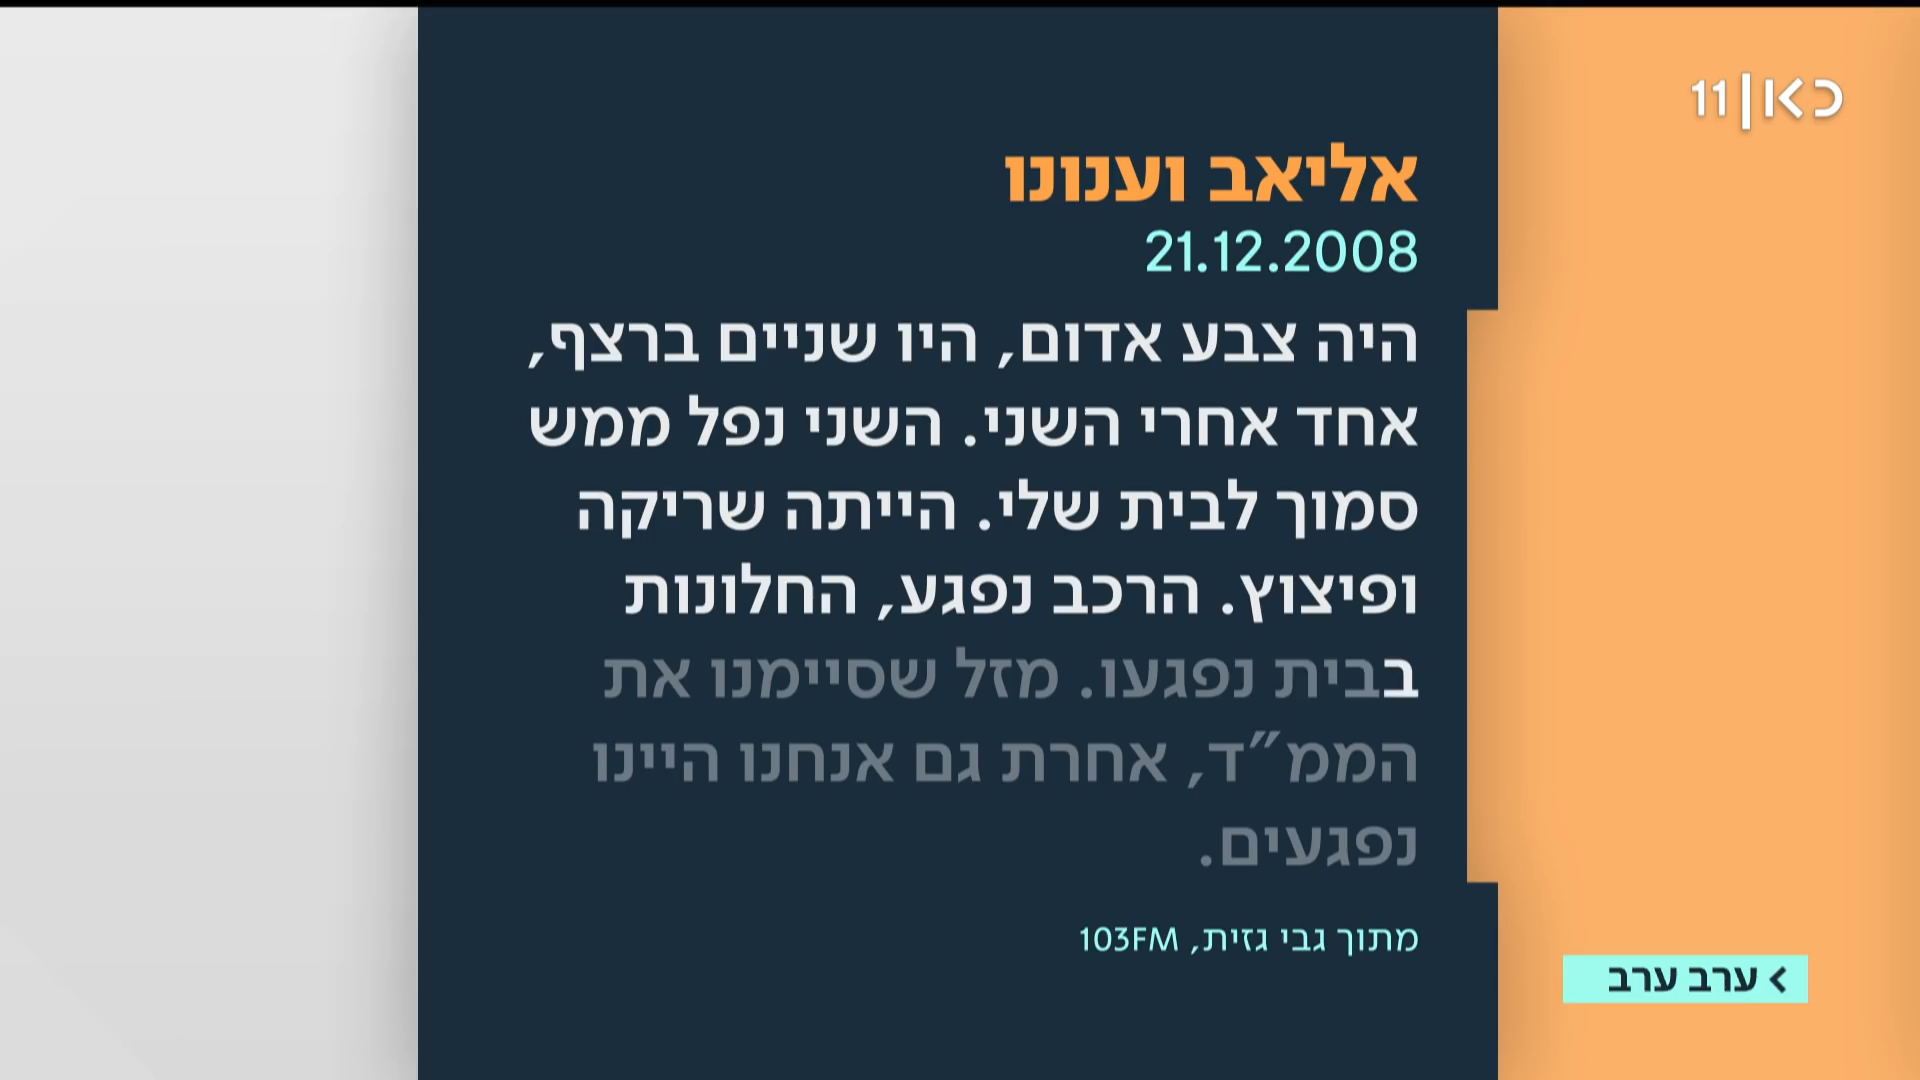 כאן 11
אליאב וענונו
21.12.2008
היה צבע אדום, היו שניים ברצף,
אחד אחרי השני. השני נפל ממש
סמוך לבית שלי. הייתה שריקה
ופיצוץ. הרכב נפגע, החלונות
בבית נפגעו. מזל שסיימנו את
הממ״ד, אחרת גם אנחנו היינו
נפגעים.
מתוך גבי גזית, 103FM
ערב ערב